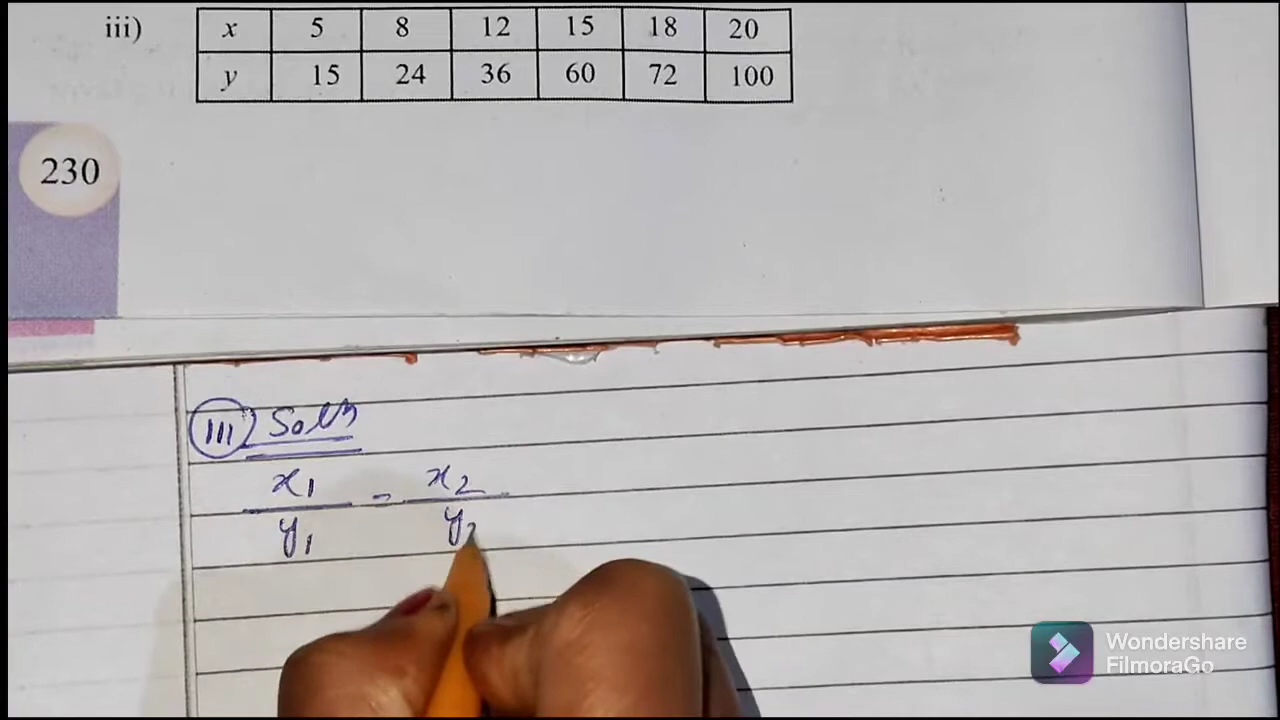 iii) x 5 8 12 15 18 20
y 15 24 36 60 72 100
230
III) Soln
x1 = x2
y1 y2
Wondershare
FilmoraGo